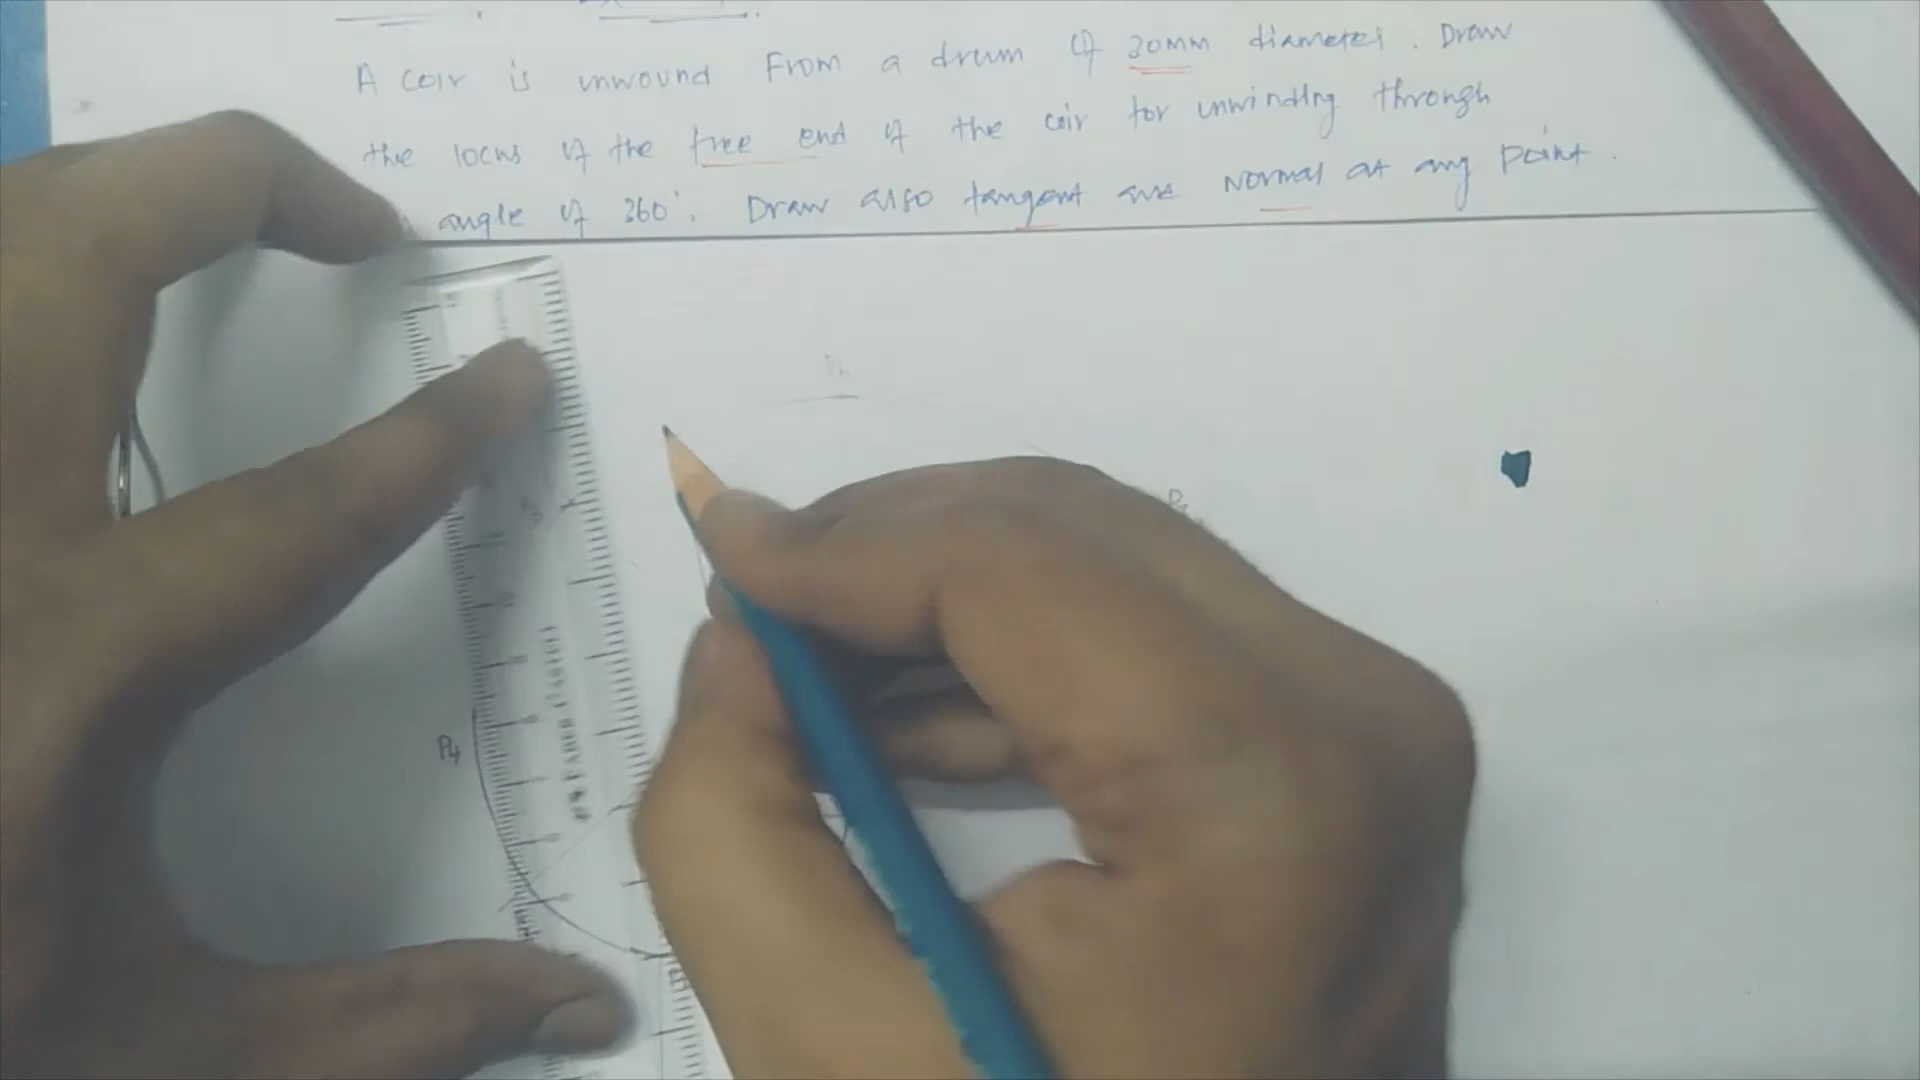 A coir is unwound From a drum of 30mm diameter. Draw
the locus of the free end of the coir for unwinding through
angle of 360°. Draw also tangent and Normal at any point.
P4
FABER